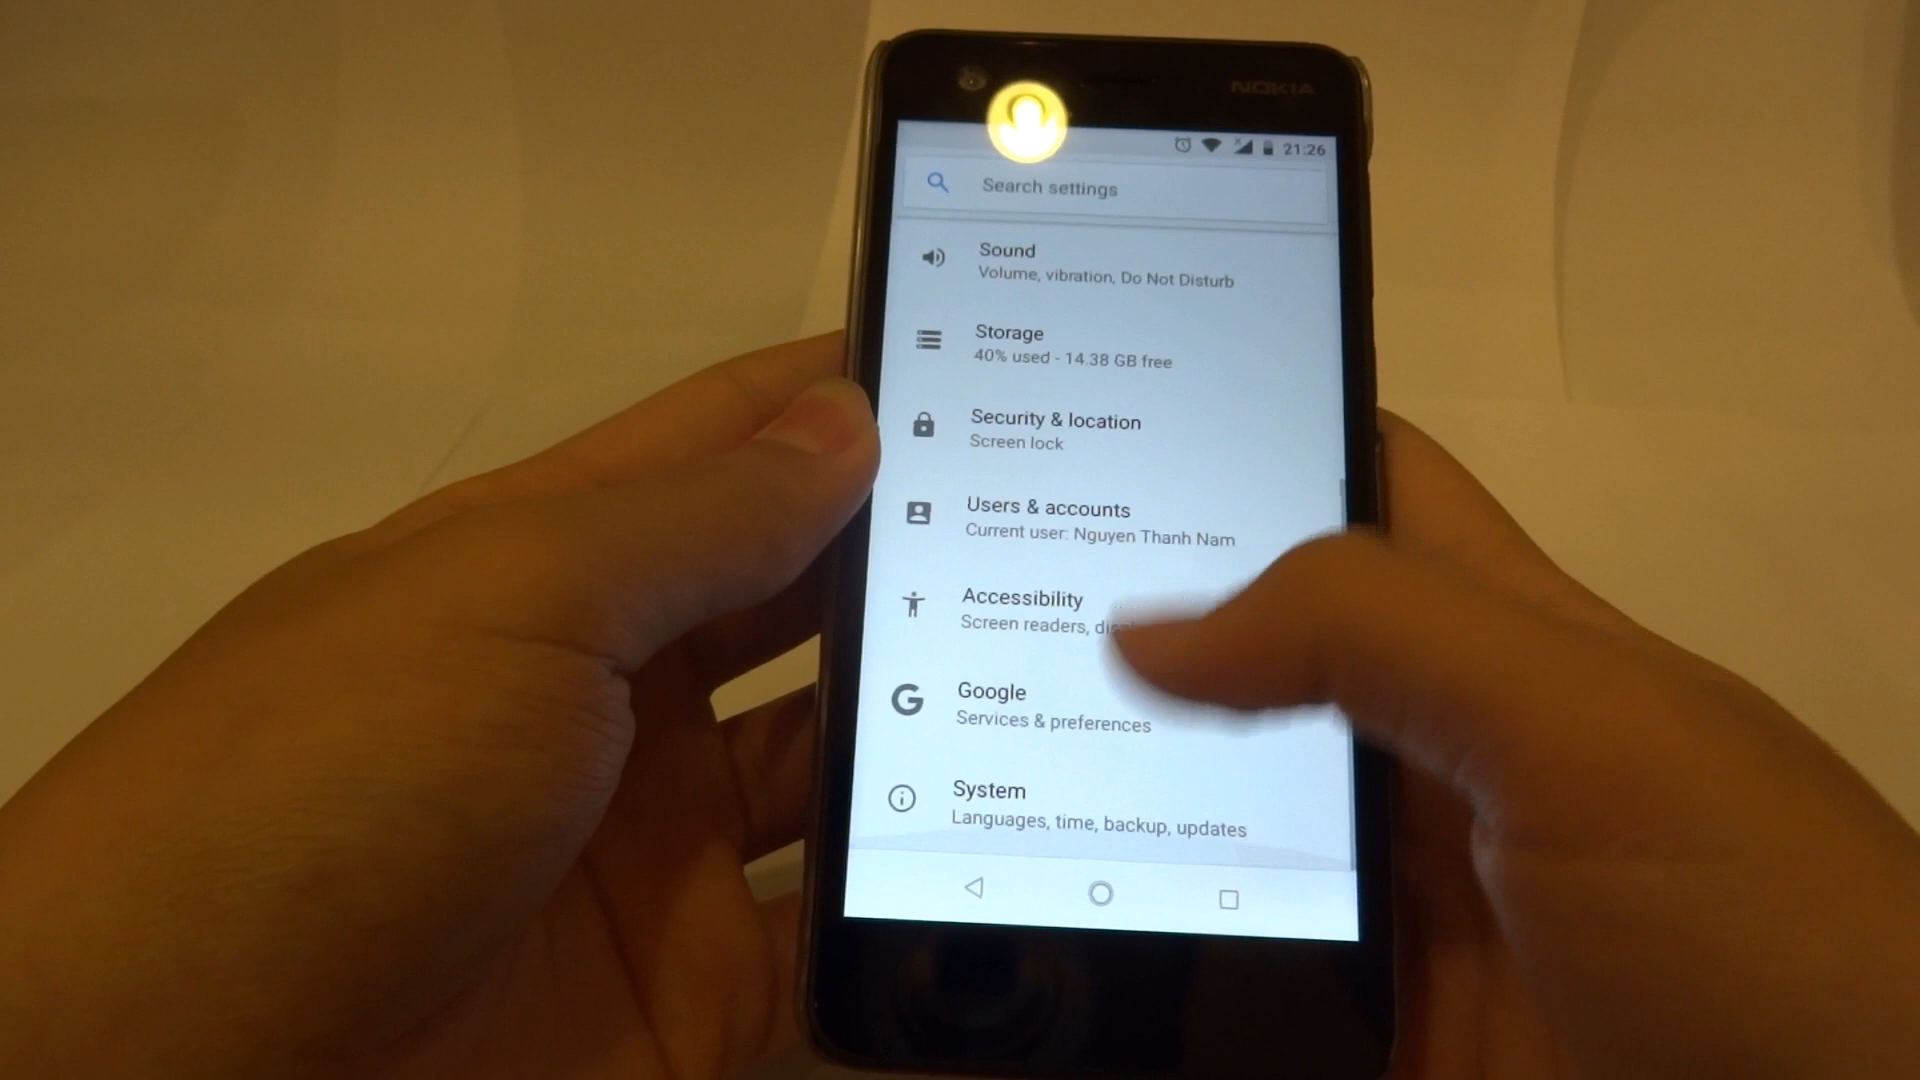 NOKIA
21:26
Search settings
Sound
Volume, vibration, Do Not Disturb
Storage
40% used - 14.38 GB free
Security & location
Screen lock
Users & accounts
Current user: Nguyen Thanh Nam
Accessibility
Screen readers,
Google
Services & preferences
System
Languages, time, backup, updates